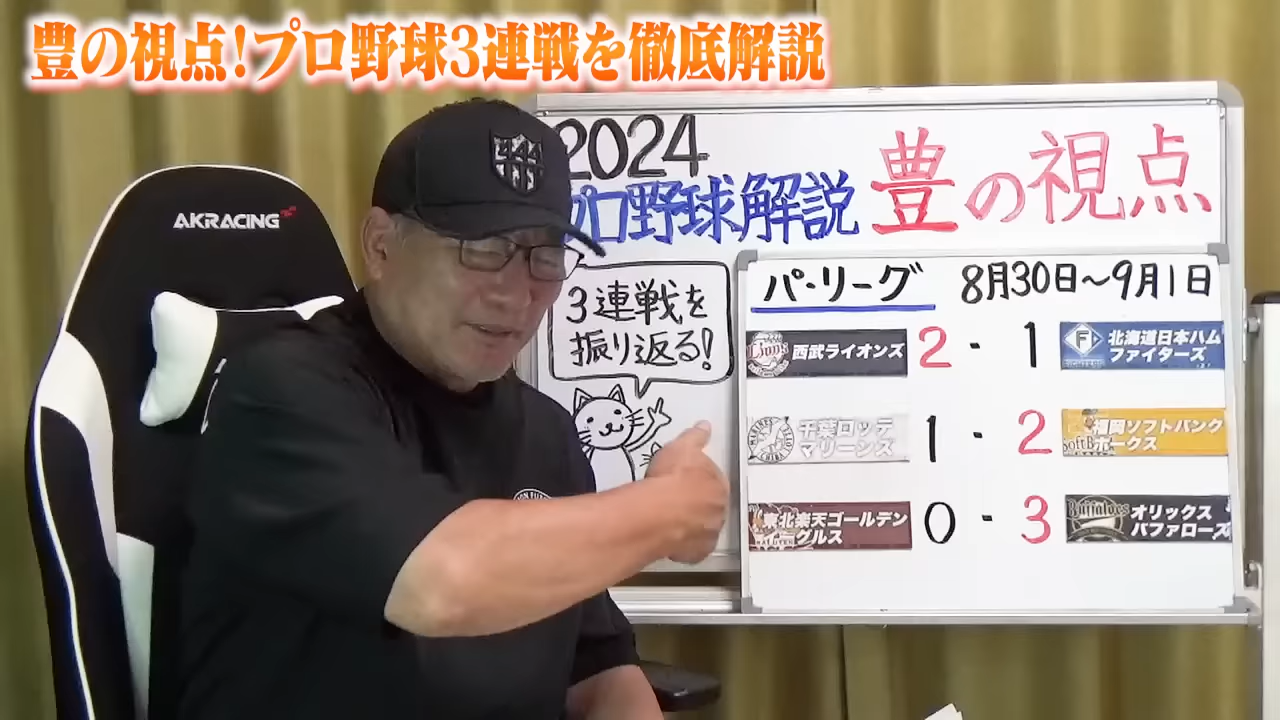 豊の視点!プロ野球3連戦を徹底解説
2024
プロ野球解説 豊の視点
AKRACING
444
3連戦を
振り返る!
パ・リーグ 8月30日～9月1日
Lions 西武ライオンズ 2 - 1 F 北海道日本ハム
ファイターズ
FIGHTERS
千葉ロッテ
マリーンズ 1 - 2 福岡ソフトバンク
SoftB ホークス
東北楽天ゴールデン
グルス 0 - 3 Buffaloes オリックス
バファローズ